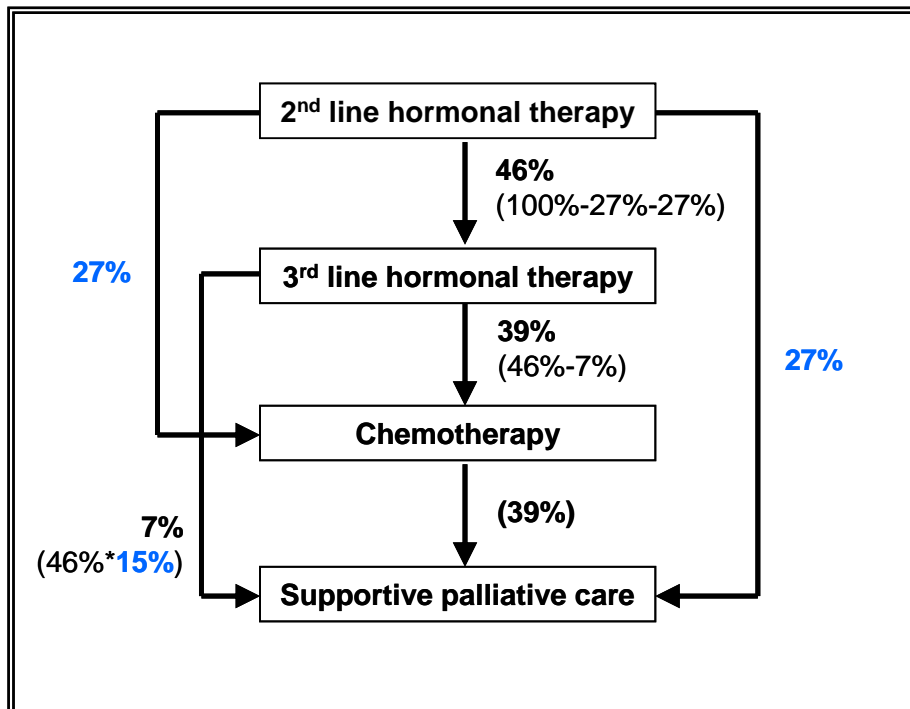 2nd line hormonal therapy
46%
(100%-27%-27%)
27%
3rd line hormonal therapy
39%
(46%-7%)
27%
Chemotherapy
(39%)
7%
(46%*15%)
Supportive palliative care